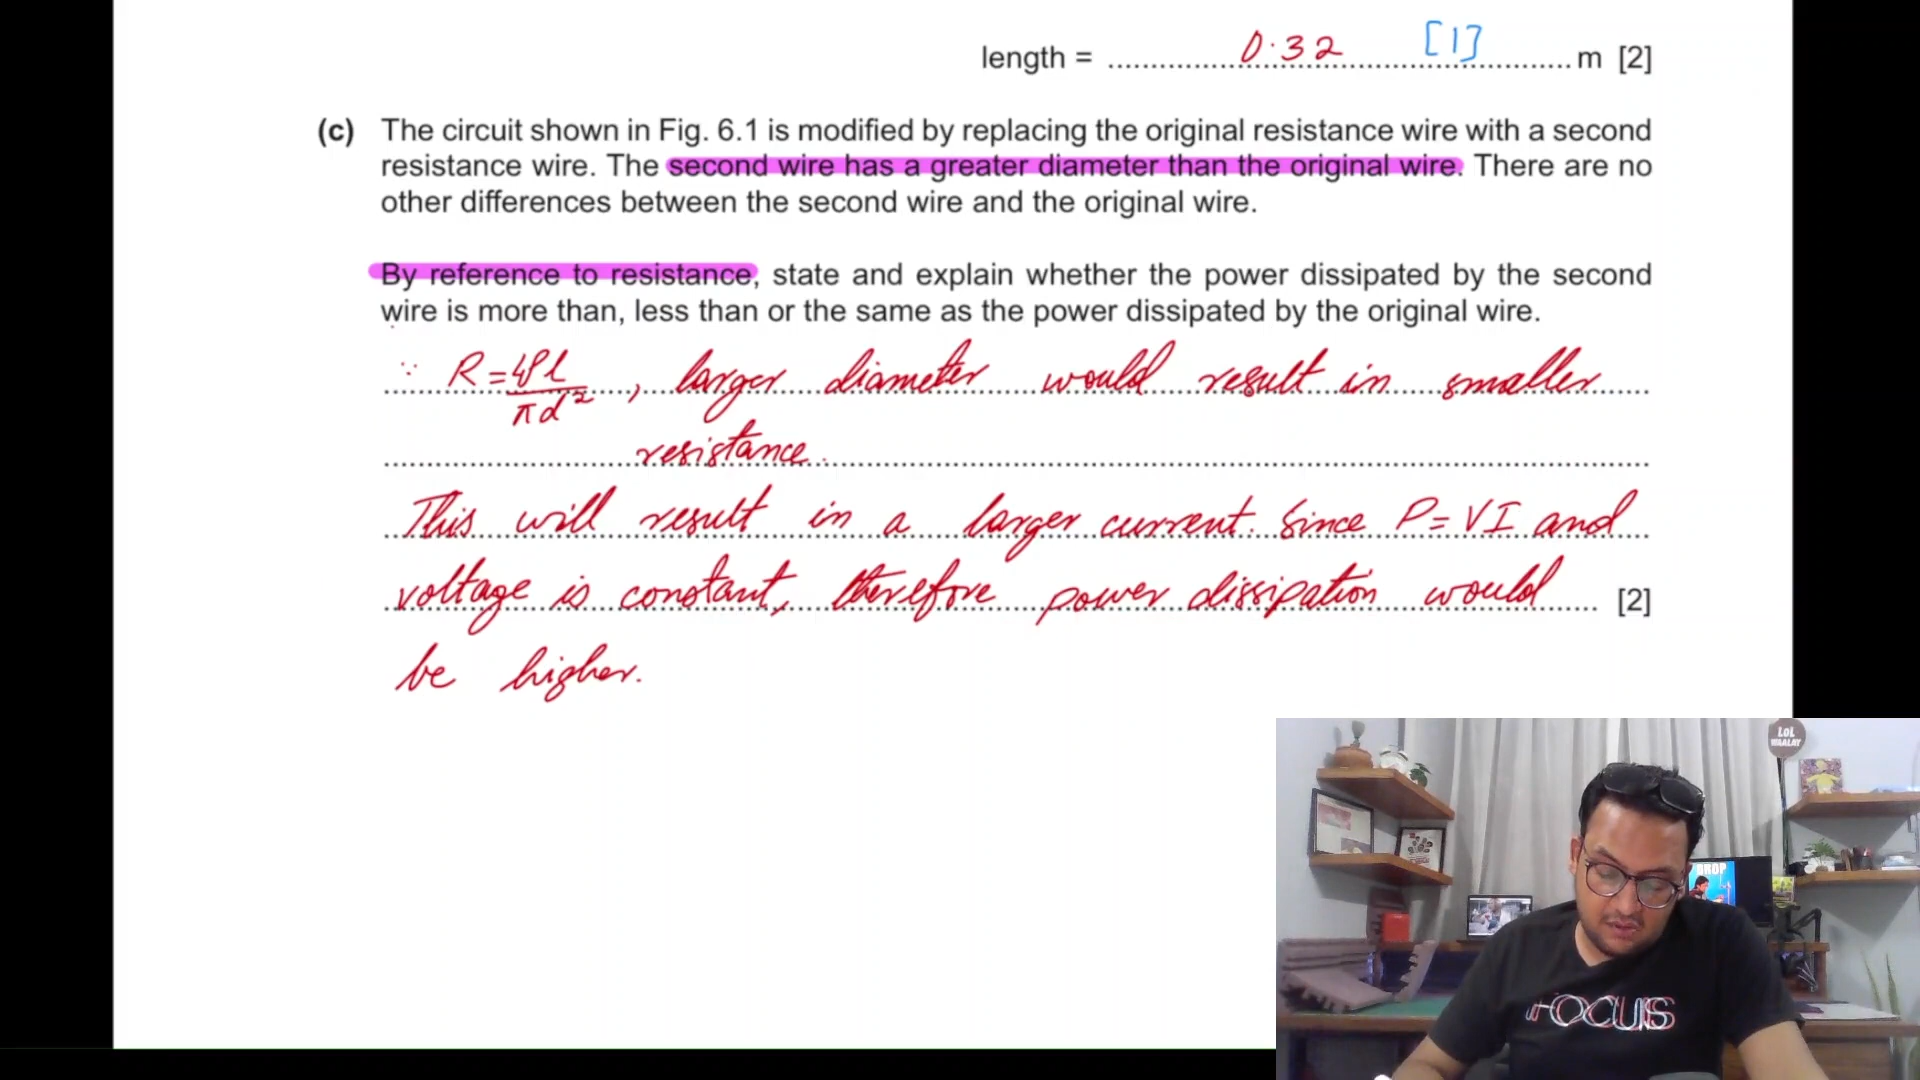 length = 0.32 [1] m [2]
(c) The circuit shown in Fig. 6.1 is modified by replacing the original resistance wire with a second
resistance wire. The second wire has a greater diameter than the original wire. There are no
other differences between the second wire and the original wire.
By reference to resistance, state and explain whether the power dissipated by the second
wire is more than, less than or the same as the power dissipated by the original wire.
∵ R = 4ρl / πd², larger diameter would result in smaller
resistance.
This will result in a larger current. Since P = VI and
voltage is constant, therefore power dissipation would [2]
be higher.
LOL
WAALAY
DROP
FOCUS